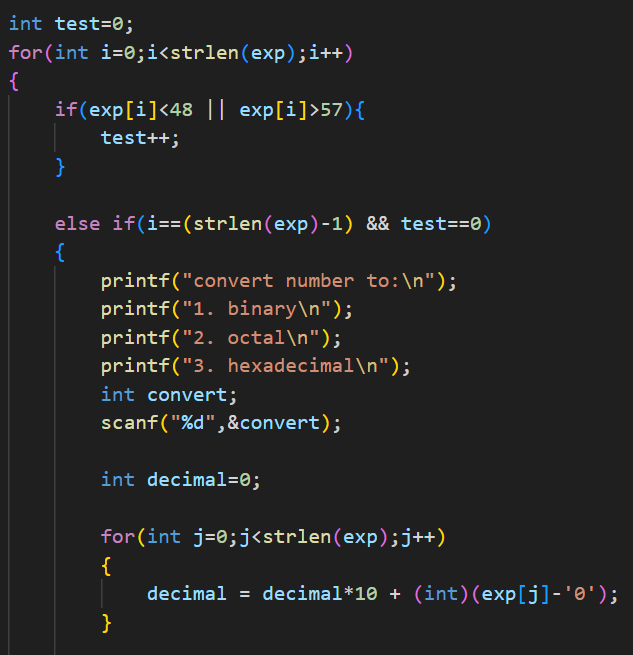 int test=0;
for(int i=0;i<strlen(exp);i++)
{
    if(exp[i]<48 || exp[i]>57){
        test++;
    }
    else if(i==(strlen(exp)-1) && test==0)
    {
        printf("convert number to:\n");
        printf("1. binary\n");
        printf("2. octal\n");
        printf("3. hexadecimal\n");
        int convert;
        scanf("%d",&convert);
        int decimal=0;
        for(int j=0;j<strlen(exp);j++)
        {
            decimal = decimal*10 + (int)(exp[j]-'0');
        }